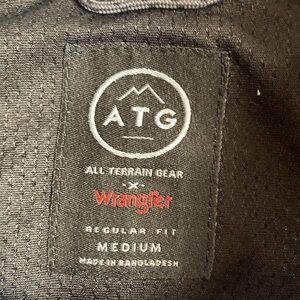 ATG
ALL TERRAIN GEAR
-X-
Wrangler
REGULAR FIT
MEDIUM
MADE IN BANGLADESH